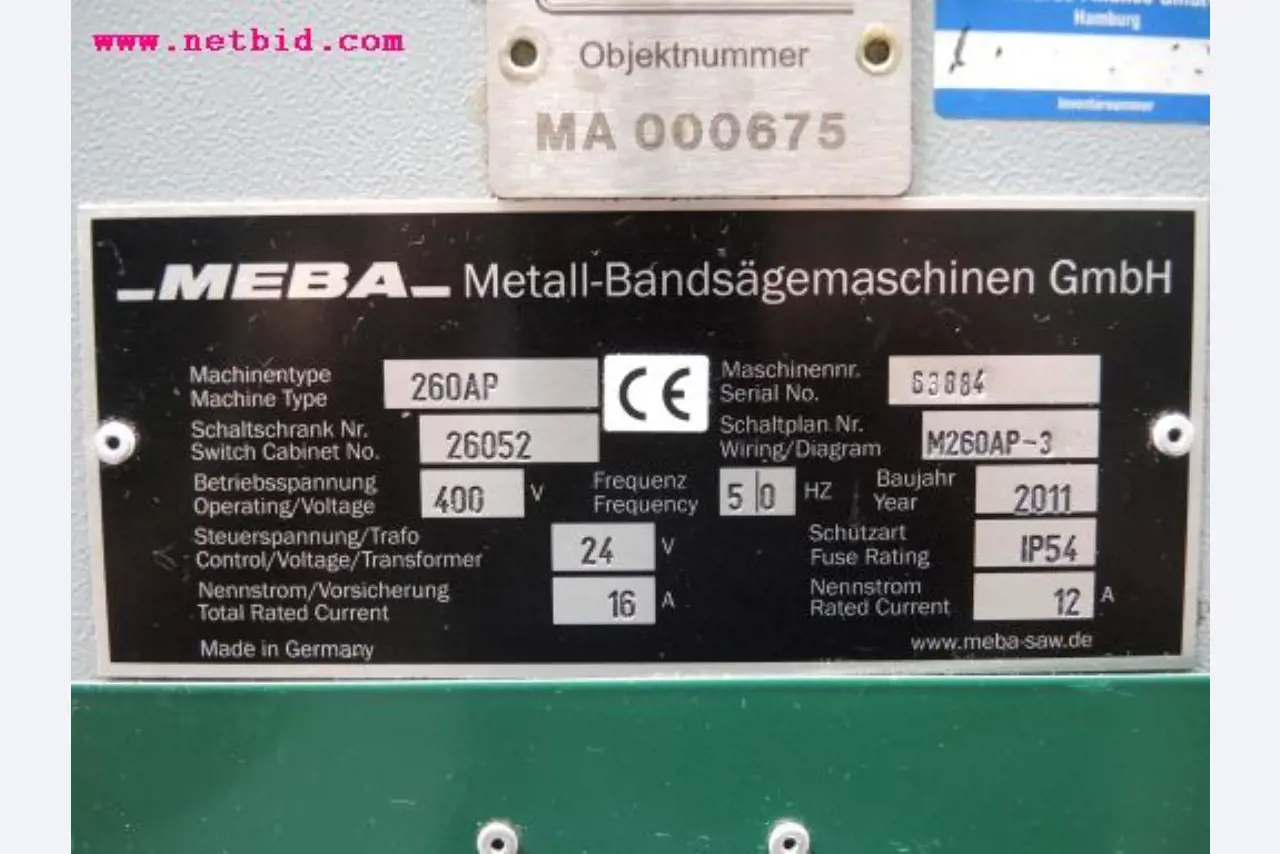 www.netbid.com
Hamburg
Objektnummer
MA 000675
Inventarnummer
MEBA Metall-Bandsägemaschinen GmbH
Machinentype 260AP CE Maschinennr. 63884
Machine Type Serial No.
Schaltschrank Nr. 26052 Schaltplan Nr. M260AP-3
Switch Cabinet No. Wiring/Diagram
Betriebsspannung 400 V Frequenz 50 HZ Baujahr 2011
Operating/Voltage Frequency Year
Steuerspannung/Trafo 24 V Schützart IP54
Control/Voltage/Transformer Fuse Rating
Nennstrom/Vorsicherung 16 A Nennstrom 12 A
Total Rated Current Rated Current
Made in Germany www.meba-saw.de